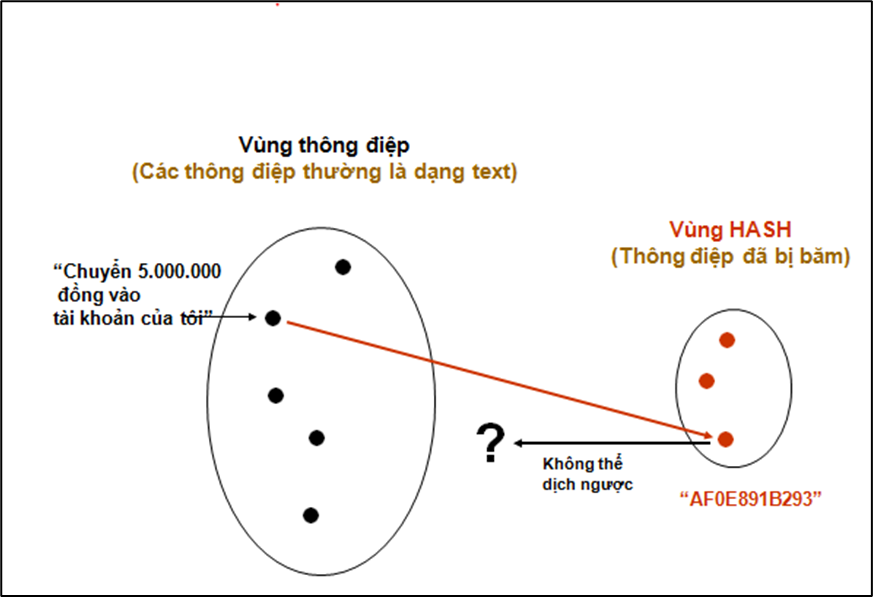 Vùng thông điệp
(Các thông điệp thường là dạng text)
Vùng HASH
(Thông điệp đã bị băm)
“Chuyển 5.000.000
đồng vào
tài khoản của tôi”
?
Không thể
dịch ngược
“AF0E891B293”